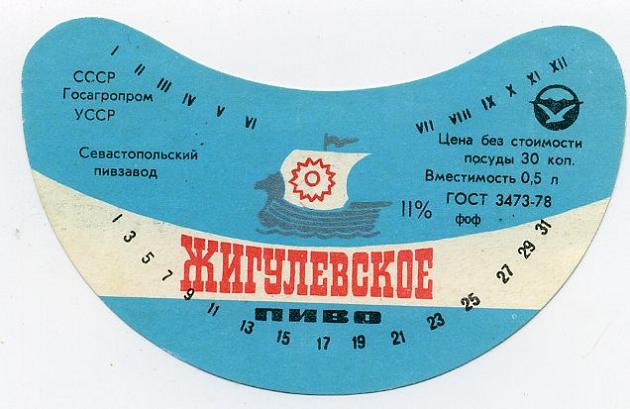 I II III IV V VI VII VIII IX X XI XII
СССР
Госагропром
УССР
Севастопольский
пивзавод
Цена без стоимости
посуды 30 коп.
Вместимость 0,5 л
11% ГОСТ 3473-78
фоф
ЖИГУЛЕВСКОЕ
ПИВО
1 3 5 7 9 11 13 15 17 19 21 23 25 27 29 31